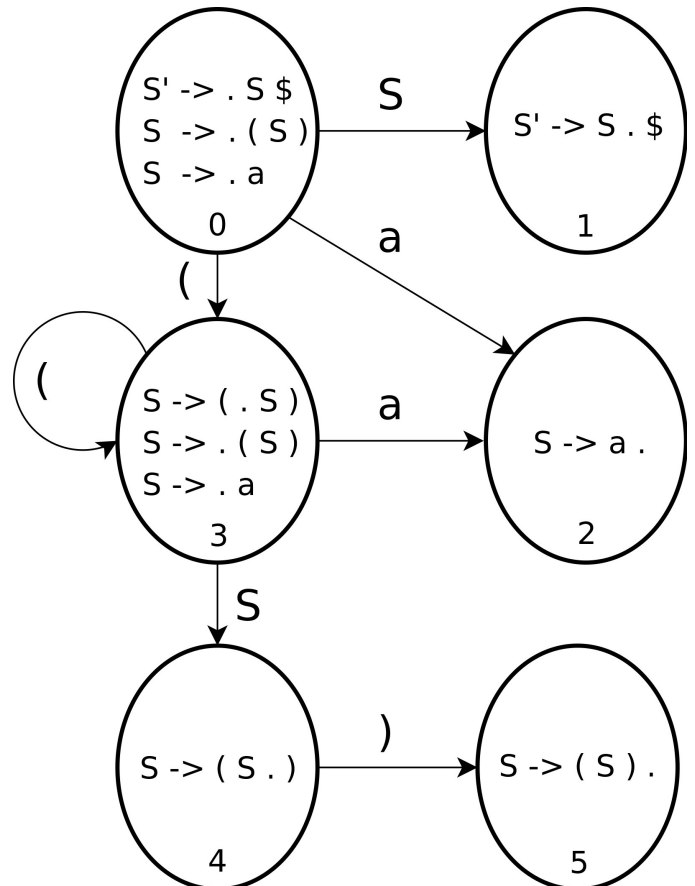 S' -> . S $
S -> . ( S )
S -> . a
0
S
S' -> S . $
1
a
(
(
S -> ( . S )
S -> . ( S )
S -> . a
3
a
S -> a .
2
S
S -> ( S . )
4
)
S -> ( S ) .
5